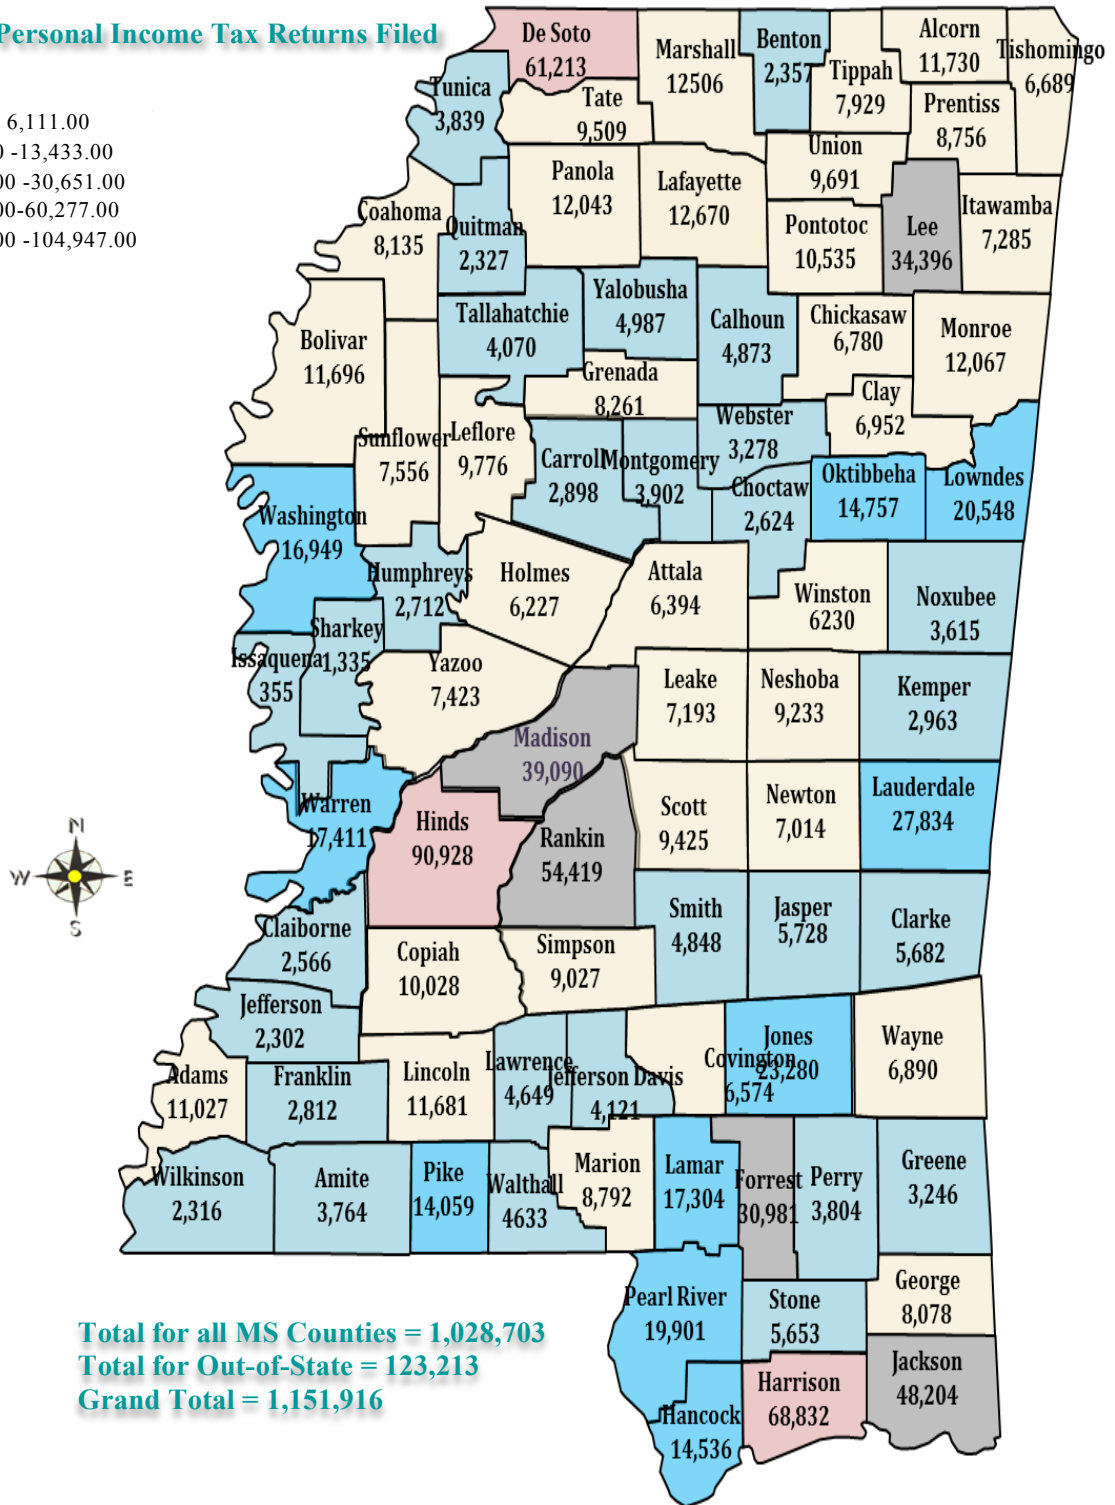 Personal Income Tax Returns Filed
6,111.00
0 -13,433.00
00 -30,651.00
00-60,277.00
00 -104,947.00
De Soto
61,213
Marshall
12506
Benton
2,357
Tippah
7,929
Alcorn
11,730
Tishomingo
6,689
Tunica
3,839
Tate
9,509
Prentiss
8,756
Union
9,691
Panola
12,043
Lafayette
12,670
Coahoma
8,135
Quitman
2,327
Pontotoc
10,535
Lee
34,396
Itawamba
7,285
Tallahatchie
4,070
Yalobusha
4,987
Calhoun
4,873
Chickasaw
6,780
Monroe
12,067
Bolivar
11,696
Grenada
8,261
Clay
6,952
Sunflower
7,556
Leflore
9,776
Carroll
2,898
Montgomery
3,902
Webster
3,278
Choctaw
2,624
Oktibbeha
14,757
Lowndes
20,548
Washington
16,949
Humphreys
2,712
Holmes
6,227
Attala
6,394
Winston
6230
Noxubee
3,615
Sharkey
1,335
Issaquena
355
Yazoo
7,423
Leake
7,193
Neshoba
9,233
Kemper
2,963
Madison
39,090
Warren
17,411
Hinds
90,928
Rankin
54,419
Scott
9,425
Newton
7,014
Lauderdale
27,834
N
W
E
S
Claiborne
2,566
Copiah
10,028
Simpson
9,027
Smith
4,848
Jasper
5,728
Clarke
5,682
Jefferson
2,302
Adams
11,027
Franklin
2,812
Lincoln
11,681
Lawrence
4,649
Jefferson Davis
4,121
Covington
6,574
Jones
23,280
Wayne
6,890
Wilkinson
2,316
Amite
3,764
Pike
14,059
Walthall
4633
Marion
8,792
Lamar
17,304
Forrest
30,981
Perry
3,804
Greene
3,246
Pearl River
19,901
Stone
5,653
George
8,078
Hancock
14,536
Harrison
68,832
Jackson
48,204
Total for all MS Counties = 1,028,703
Total for Out-of-State = 123,213
Grand Total = 1,151,916